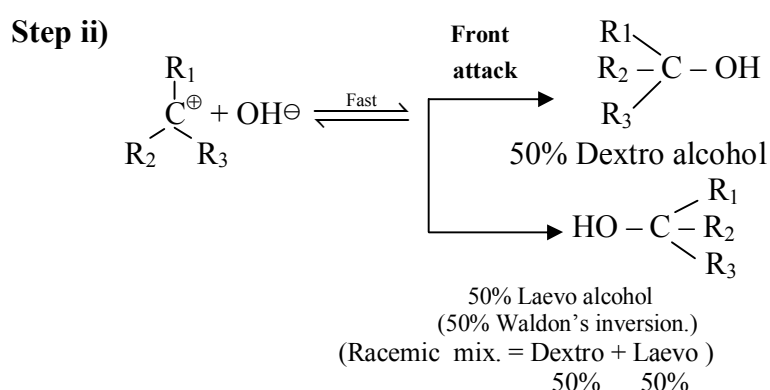 Step ii)
Front
attack
R₁
C⊕ + OH⊖ Fast
R₂ R₃
R1
R₂ – C – OH
R₃
50% Dextro alcohol
R₁
HO – C – R₂
R₃
50% Laevo alcohol
(50% Waldon’s inversion.)
(Racemic mix. = Dextro + Laevo )
50% 50%